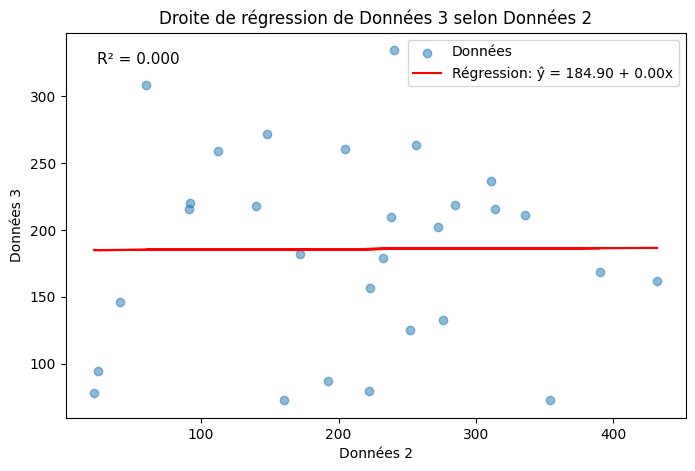 Droite de régression de Données 3 selon Données 2
R² = 0.000
Données
Régression: ŷ = 184.90 + 0.00x
Données 3
300
250
200
150
100
100 200 300 400
Données 2